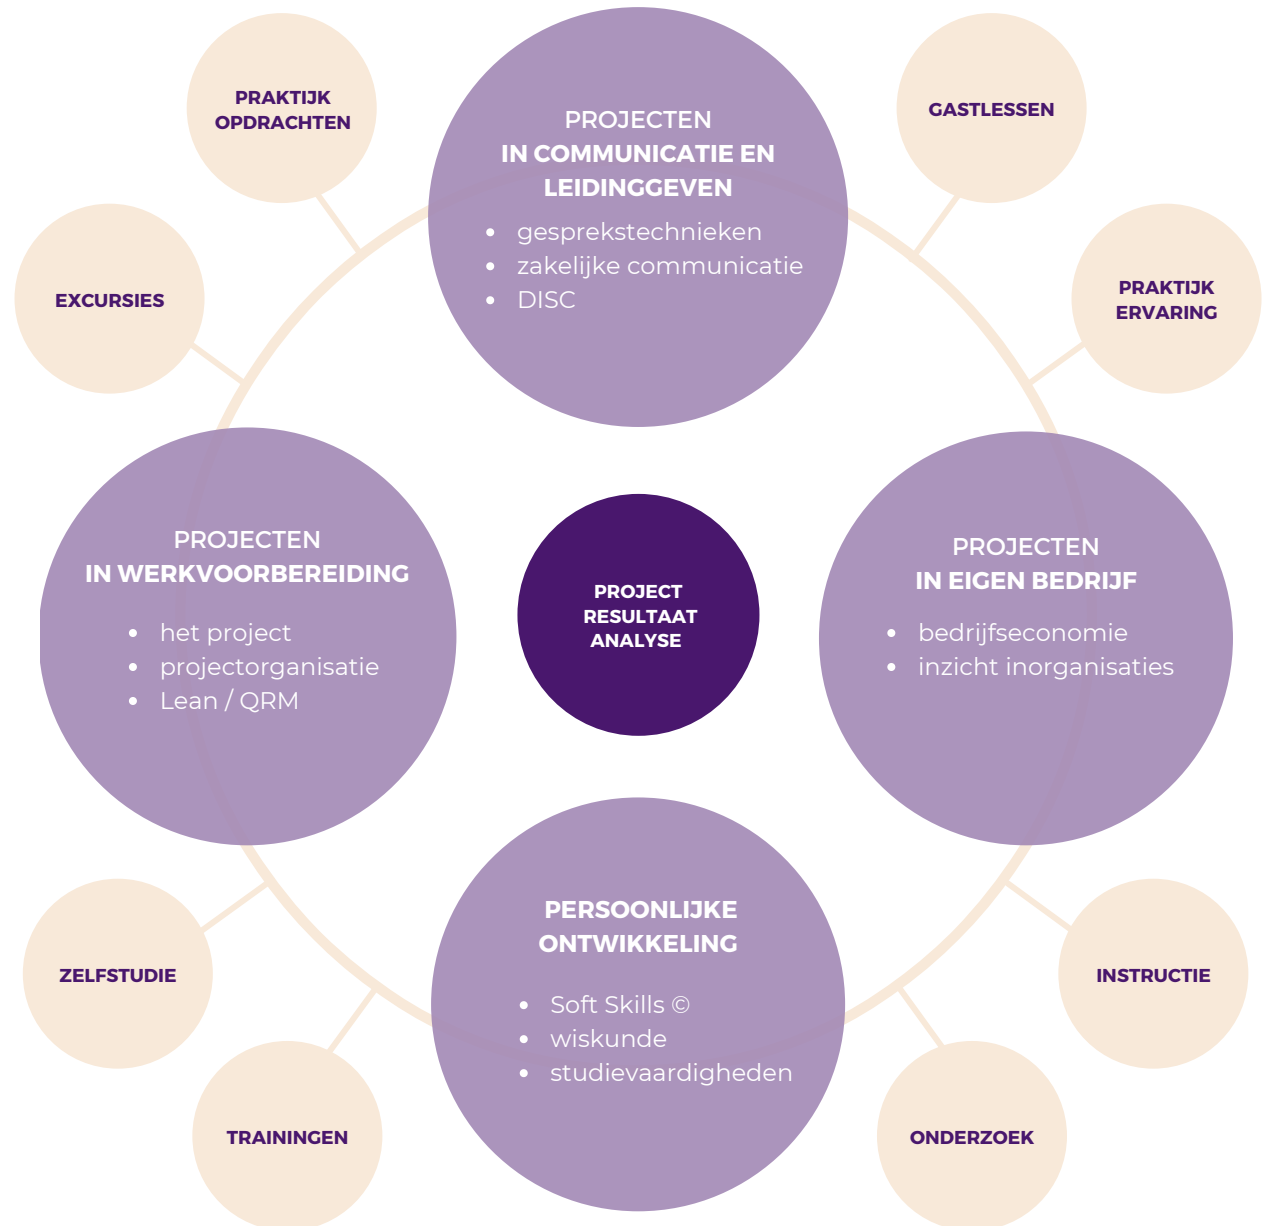 PRAKTIJK
OPDRACHTEN
PROJECTEN
IN COMMUNICATIE EN
LEIDINGGEVEN
• gesprekstechnieken
• zakelijke communicatie
• DISC
GASTLESSEN
EXCURSIES
PRAKTIJK
ERVARING
PROJECTEN
IN WERKVOORBEREIDING
• het project
• projectorganisatie
• Lean / QRM
PROJECT
RESULTAAT
ANALYSE
PROJECTEN
IN EIGEN BEDRIJF
• bedrijfseconomie
• inzicht inorganisaties
PERSOONLIJKE
ONTWIKKELING
• Soft Skills ©
• wiskunde
• studievaardigheden
ZELFSTUDIE
INSTRUCTIE
TRAININGEN
ONDERZOEK